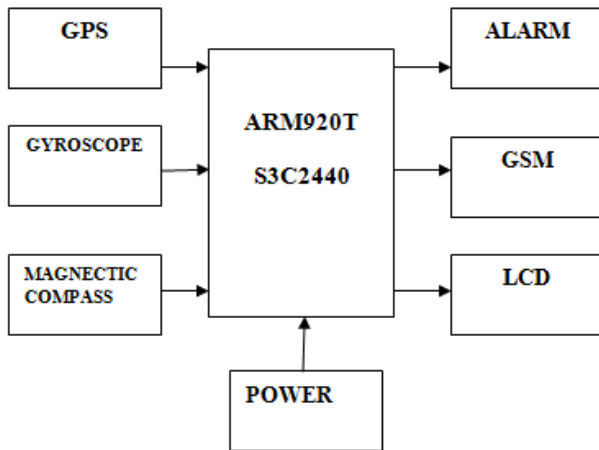 GPS
GYROSCOPE
MAGNECTIC
COMPASS
ARM920T
S3C2440
POWER
ALARM
GSM
LCD